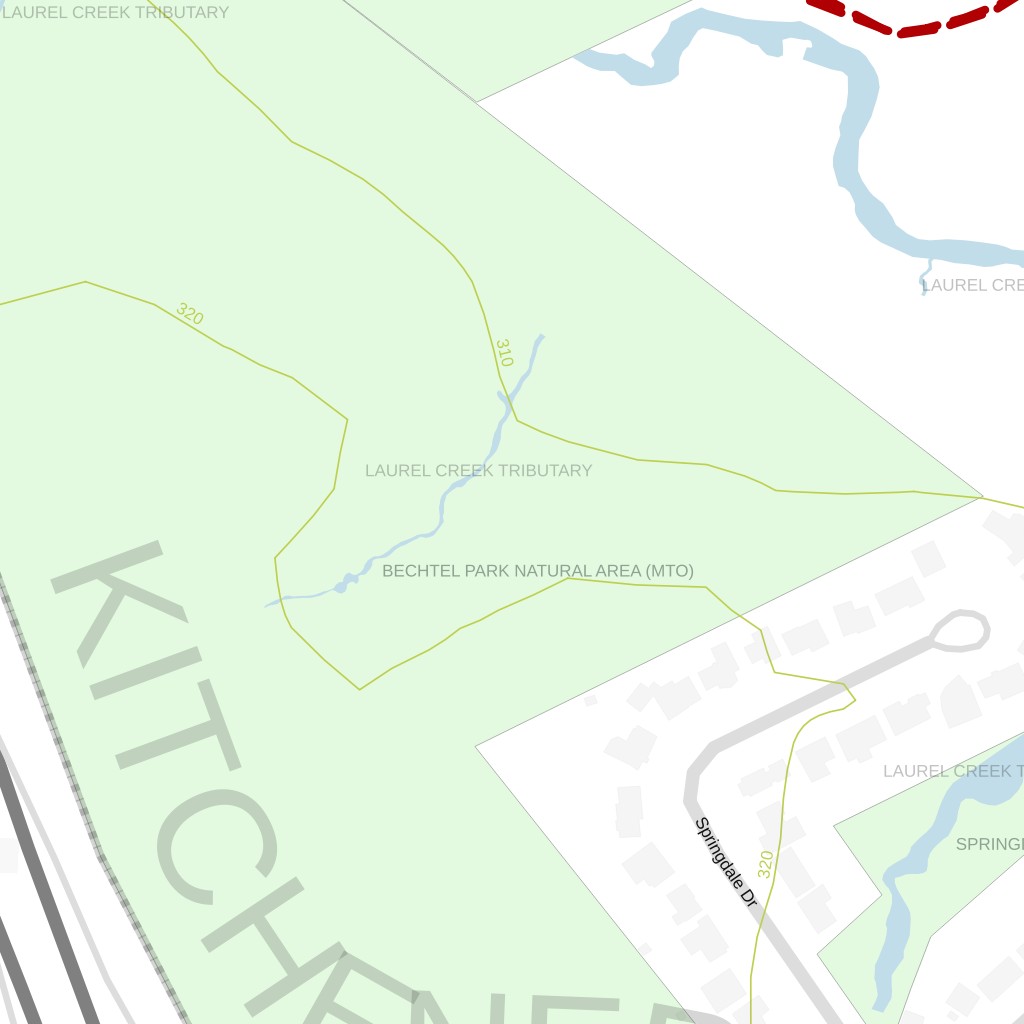 LAUREL CREEK TRIBUTARY
LAUREL CRE
320
310
LAUREL CREEK TRIBUTARY
BECHTEL PARK NATURAL AREA (MTO)
KITCHENER
LAUREL CREEK T
Springdale Dr
320
SPRING